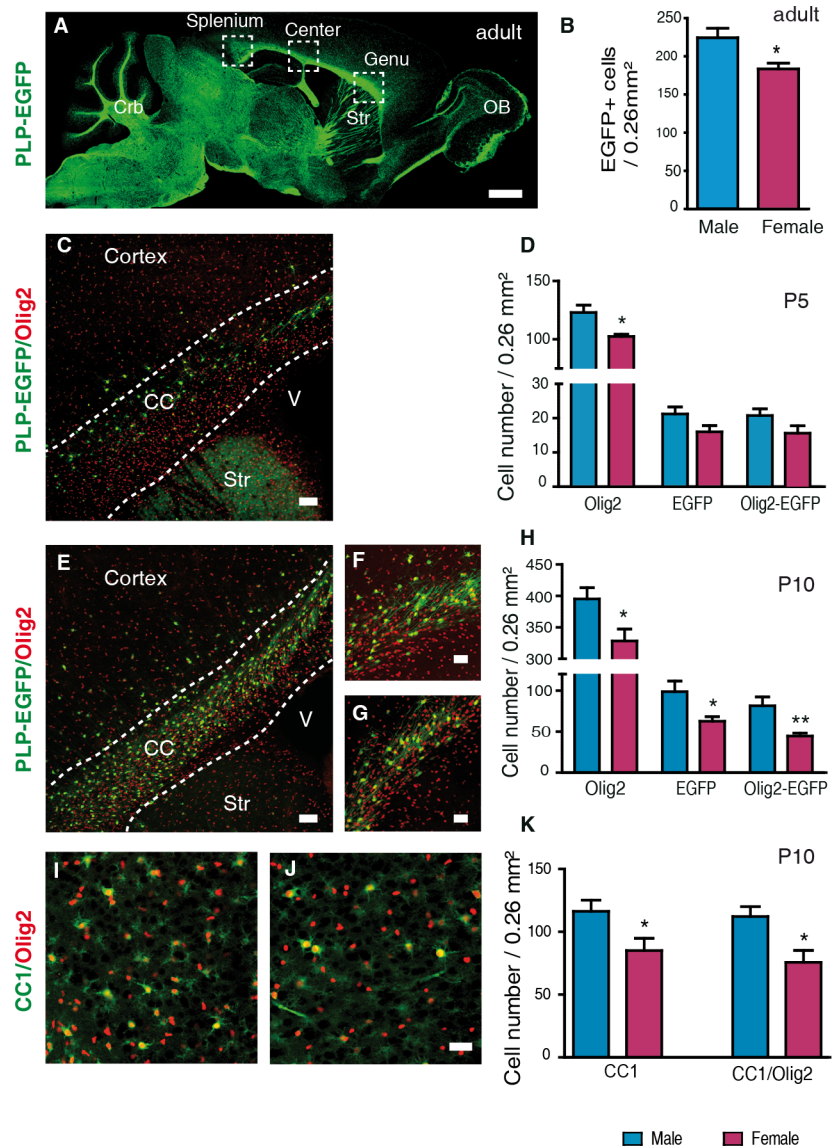 A
Splenium
Center
Genu
adult
Crb
Str
OB
PLP-EGFP
B
adult
EGFP+ cells
/ 0.26mm²
250
200
150
100
50
0
*
Male
Female
C
Cortex
CC
V
Str
PLP-EGFP/Olig2
D
P5
Cell number / 0.26 mm²
150
100
30
20
10
0
*
Olig2
EGFP
Olig2-EGFP
E
Cortex
CC
V
Str
PLP-EGFP/Olig2
F
G
H
P10
Cell number / 0.26 mm²
450
400
350
300
100
50
0
*
*
**
Olig2
EGFP
Olig2-EGFP
I
J
CC1/Olig2
K
P10
Cell number / 0.26 mm²
150
100
50
0
*
*
CC1
CC1/Olig2
Male
Female